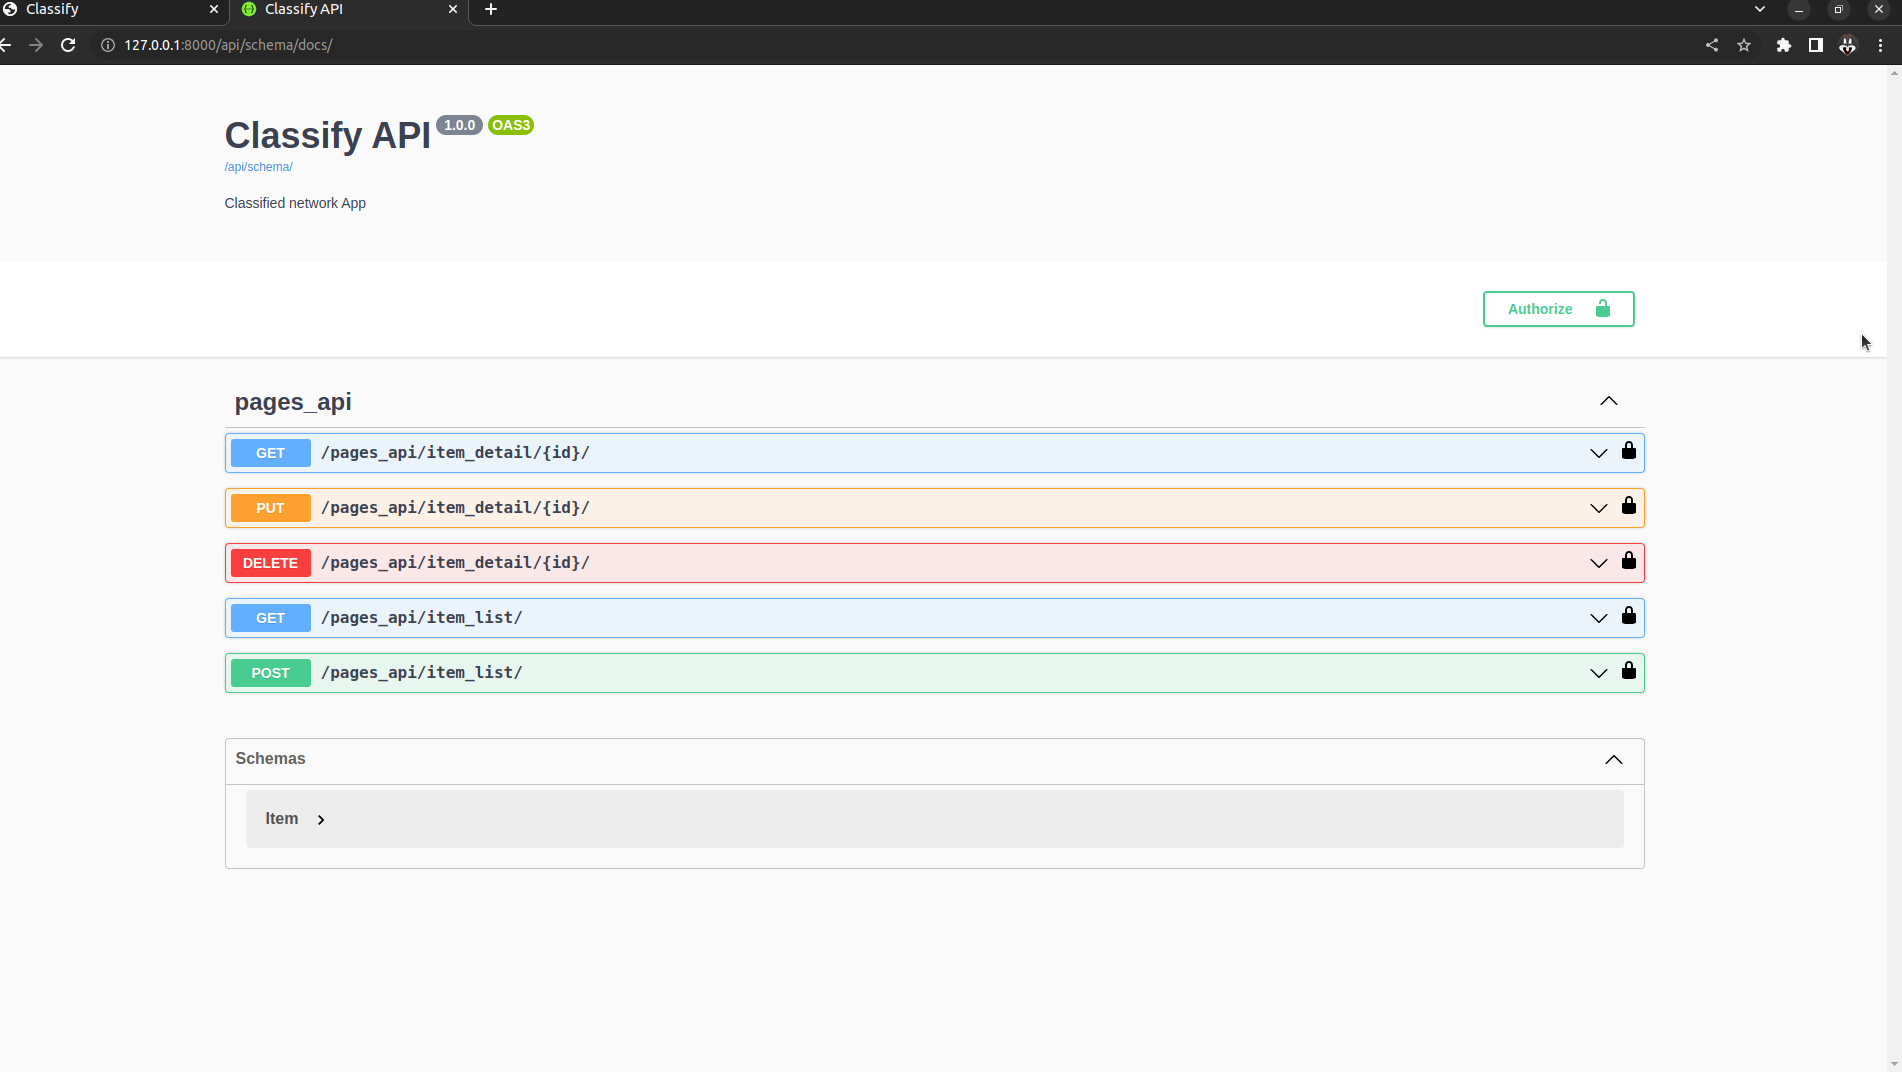 Classify
Classify API
127.0.0.1:8000/api/schema/docs/
Classify API 1.0.0 OAS3
/api/schema/
Classified network App
Authorize
pages_api
GET /pages_api/item_detail/{id}/
PUT /pages_api/item_detail/{id}/
DELETE /pages_api/item_detail/{id}/
GET /pages_api/item_list/
POST /pages_api/item_list/
Schemas
Item